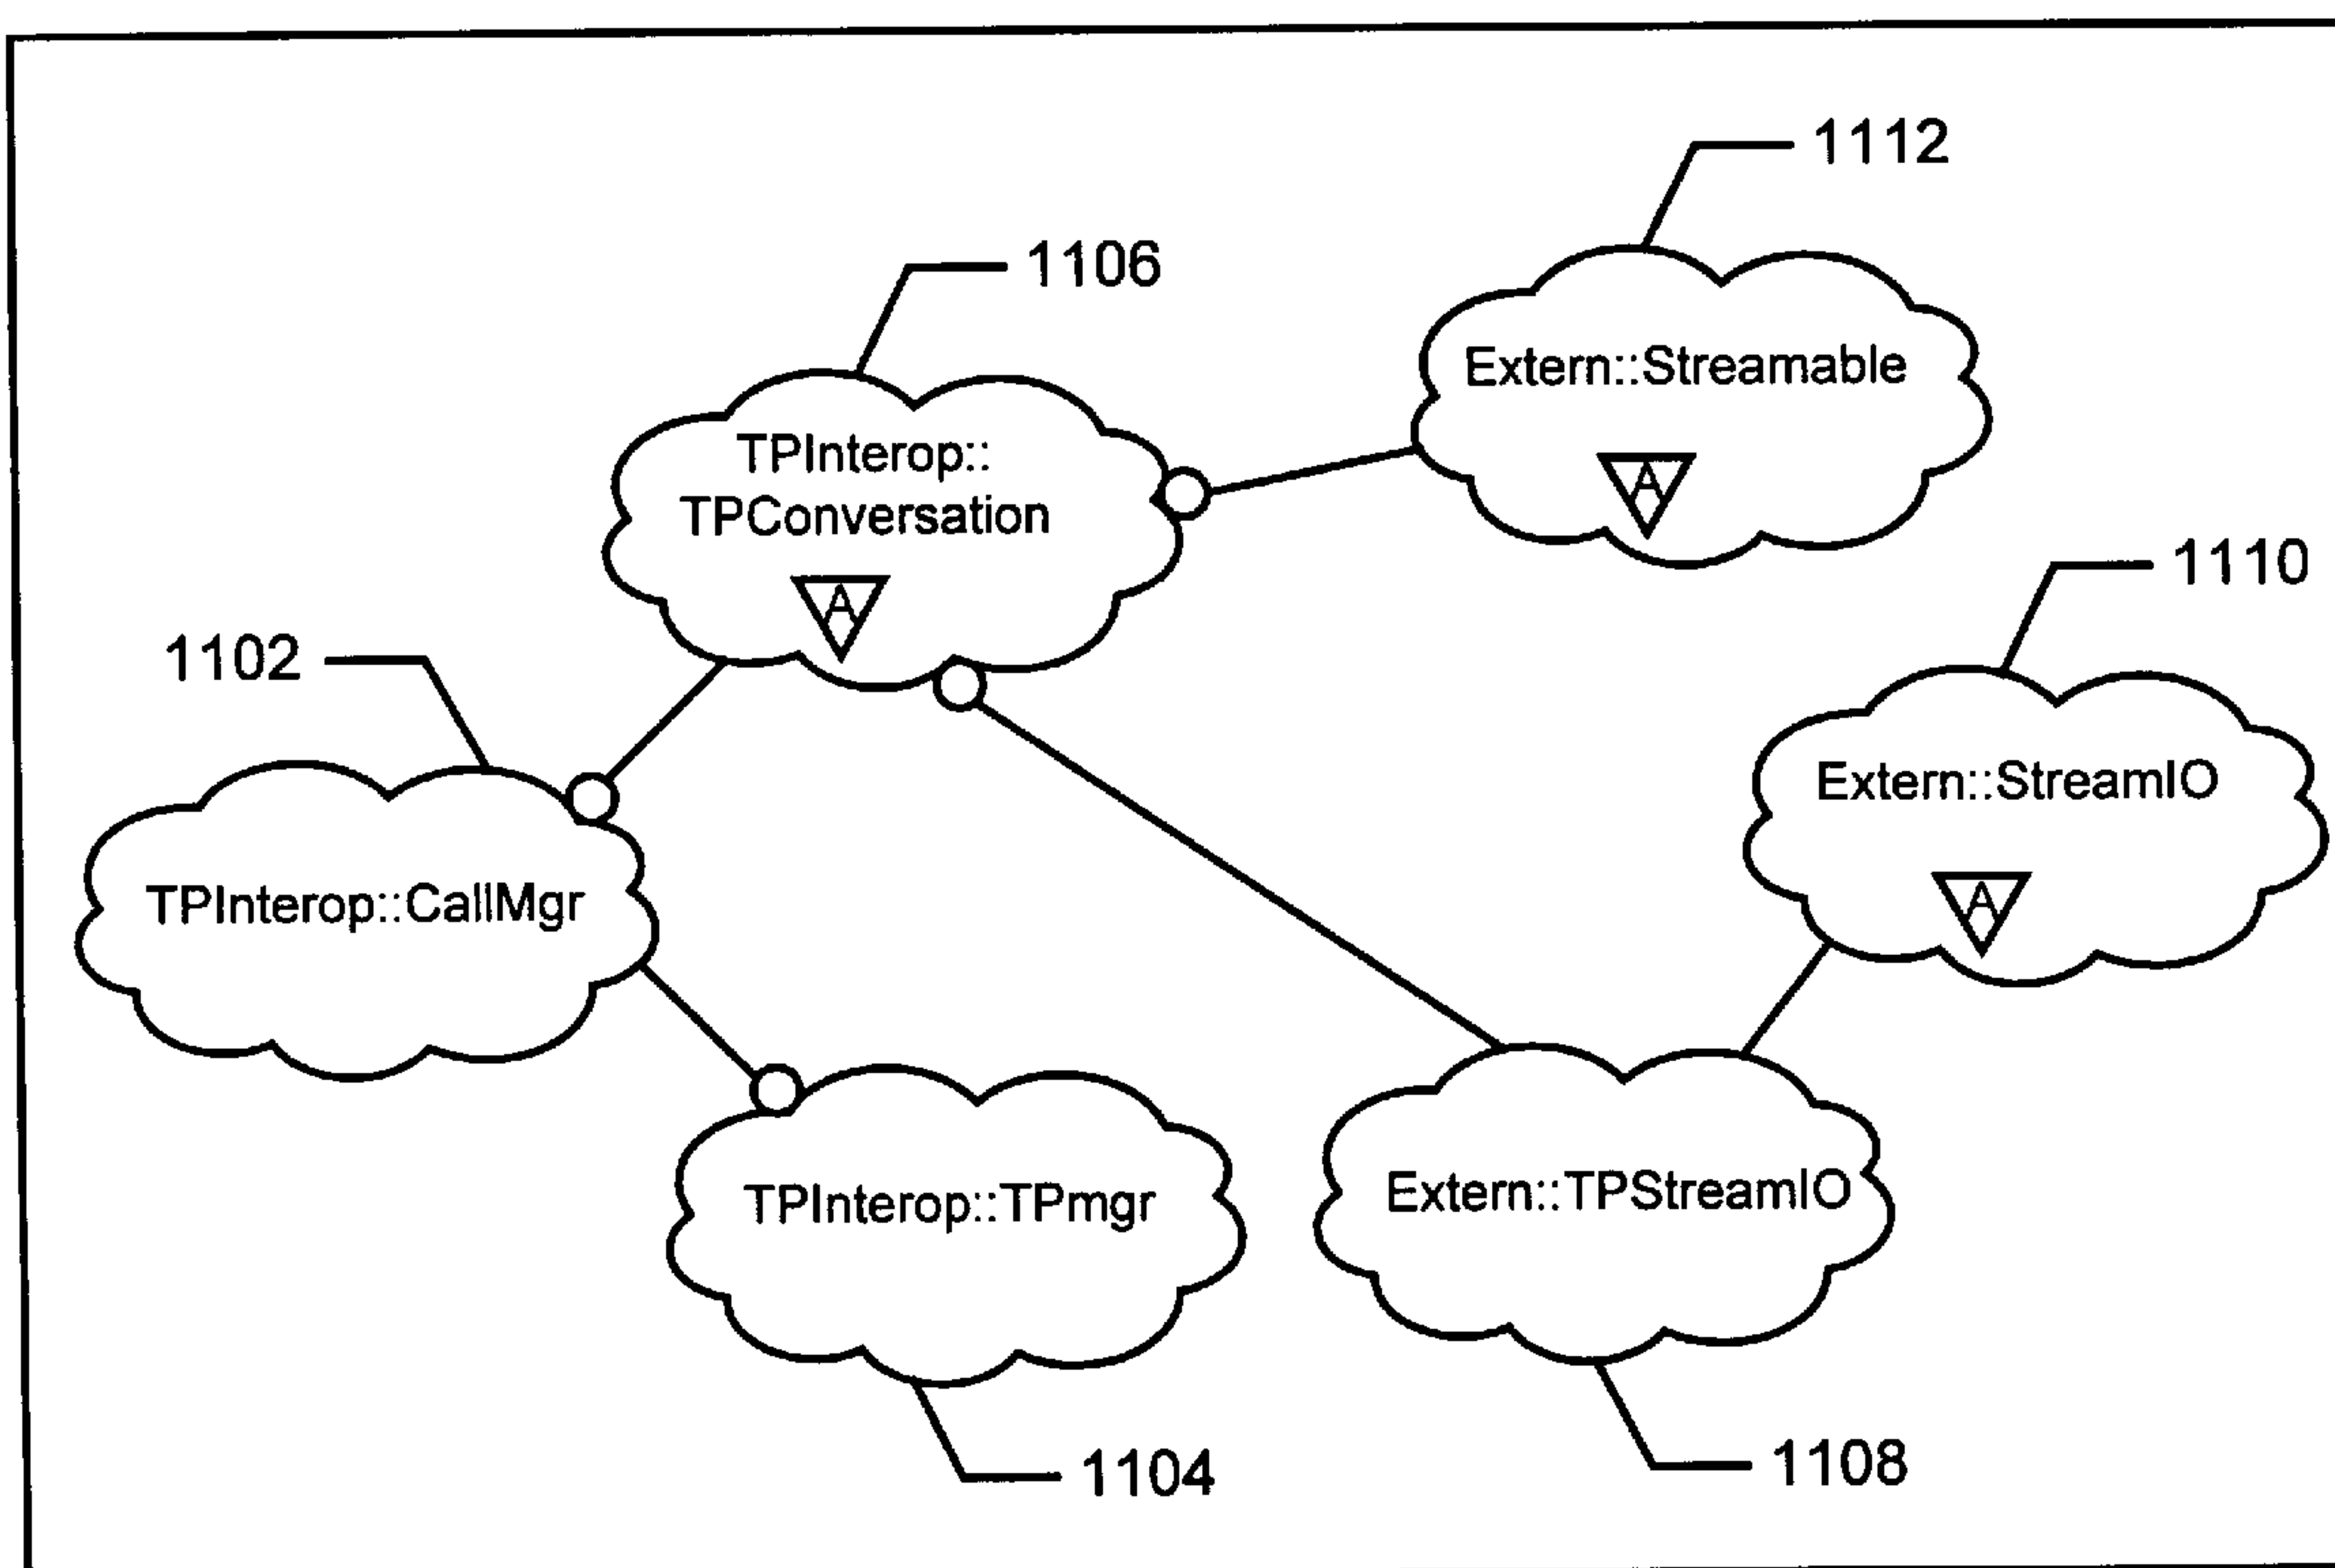 1112
1106
Extern::Streamable
A
TPInterop::
TPConversation
A
1110
1102
Extern::StreamIO
A
TPInterop::CallMgr
TPInterop::TPmgr
Extern::TPStreamIO
1104
1108